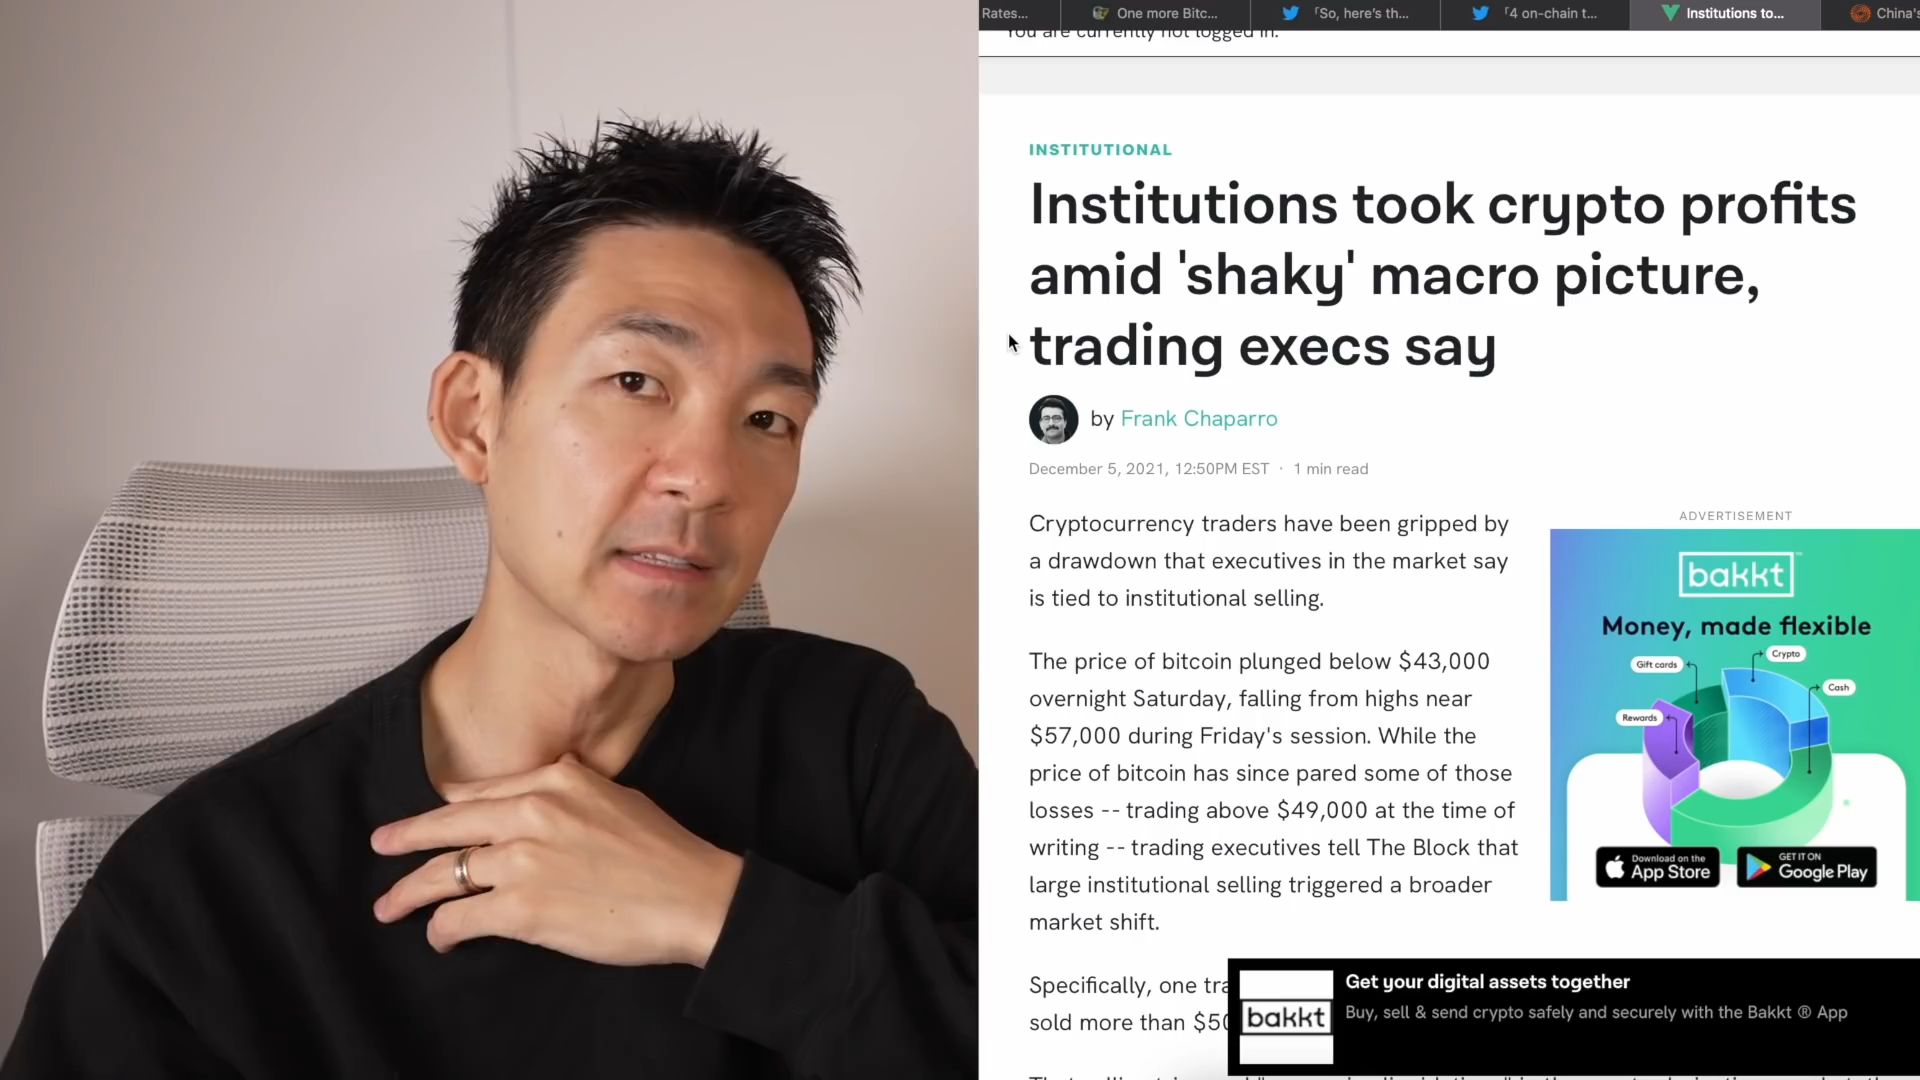 Rates...
One more Bitc...
「So, here's th...
「4 on-chain t...
Institutions to...
China's
You are currently not logged in.
INSTITUTIONAL
Institutions took crypto profits
amid 'shaky' macro picture,
trading execs say
by Frank Chaparro
December 5, 2021, 12:50PM EST · 1 min read
Cryptocurrency traders have been gripped by
a drawdown that executives in the market say
is tied to institutional selling.
The price of bitcoin plunged below $43,000
overnight Saturday, falling from highs near
$57,000 during Friday's session. While the
price of bitcoin has since pared some of those
losses -- trading above $49,000 at the time of
writing -- trading executives tell The Block that
large institutional selling triggered a broader
market shift.
Specifically, one tra
sold more than $50
ADVERTISEMENT
bakkt
Money, made flexible
Gift cards
Crypto
Cash
Rewards
Download on the
App Store
GET IT ON
Google Play
bakkt
Get your digital assets together
Buy, sell & send crypto safely and securely with the Bakkt ® App